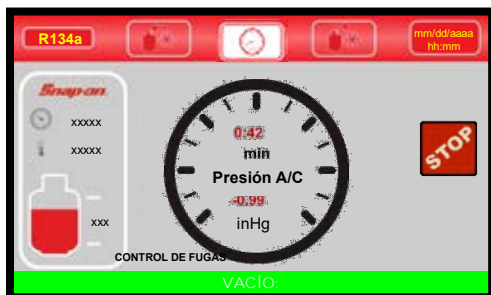 R134a
mm/dd/aaaa
hh:mm
Snap-on
xxxxx
xxxxx
xxx
0:42
min
Presión A/C
-0.99
inHg
STOP
CONTROL DE FUGAS
VACÍO: